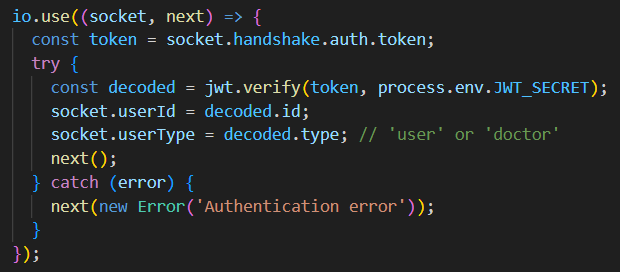 io.use((socket, next) => {
  const token = socket.handshake.auth.token;
  try {
    const decoded = jwt.verify(token, process.env.JWT_SECRET);
    socket.userId = decoded.id;
    socket.userType = decoded.type; // 'user' or 'doctor'
    next();
  } catch (error) {
    next(new Error('Authentication error'));
  }
});